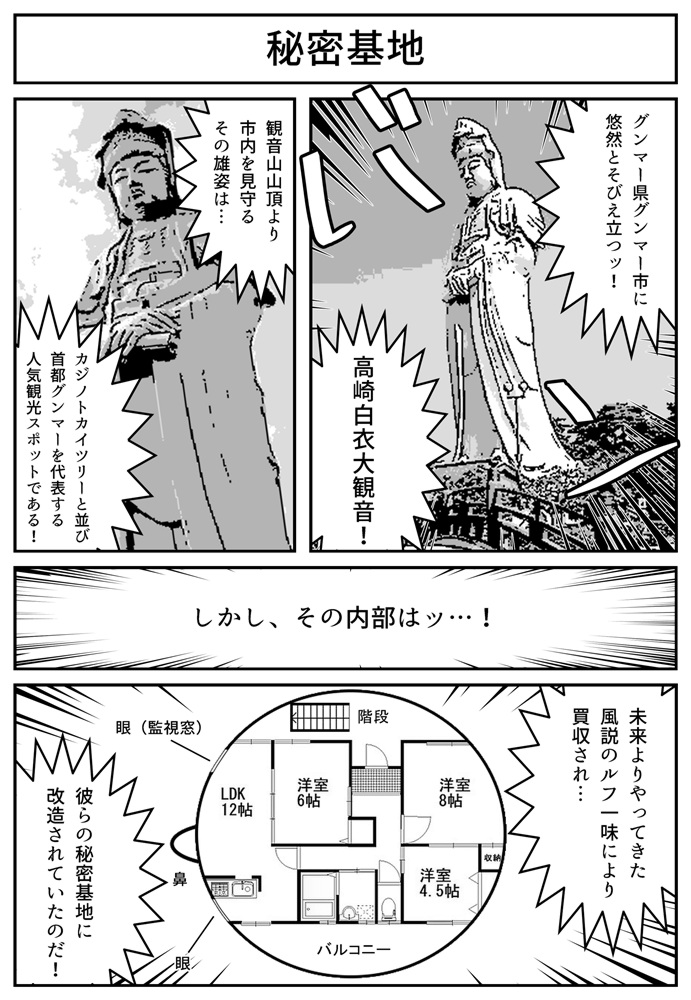 秘密基地
グンマー県グンマー市に
悠然とそびえ立つッ！
高崎白衣大観音！
観音山山頂より
市内を見守る
その雄姿は…
カジノトカイツリーと並び
首都グンマーを代表する
人気観光スポットである！
しかし、その内部はッ…！
未来よりやってきた
風説のルフ一味により
買収され…
階段
眼（監視窓）
LDK
12帖
洋室
6帖
洋室
8帖
収納
洋室
4.5帖
鼻
眼
バルコニー
彼らの秘密基地に
改造されていたのだ！